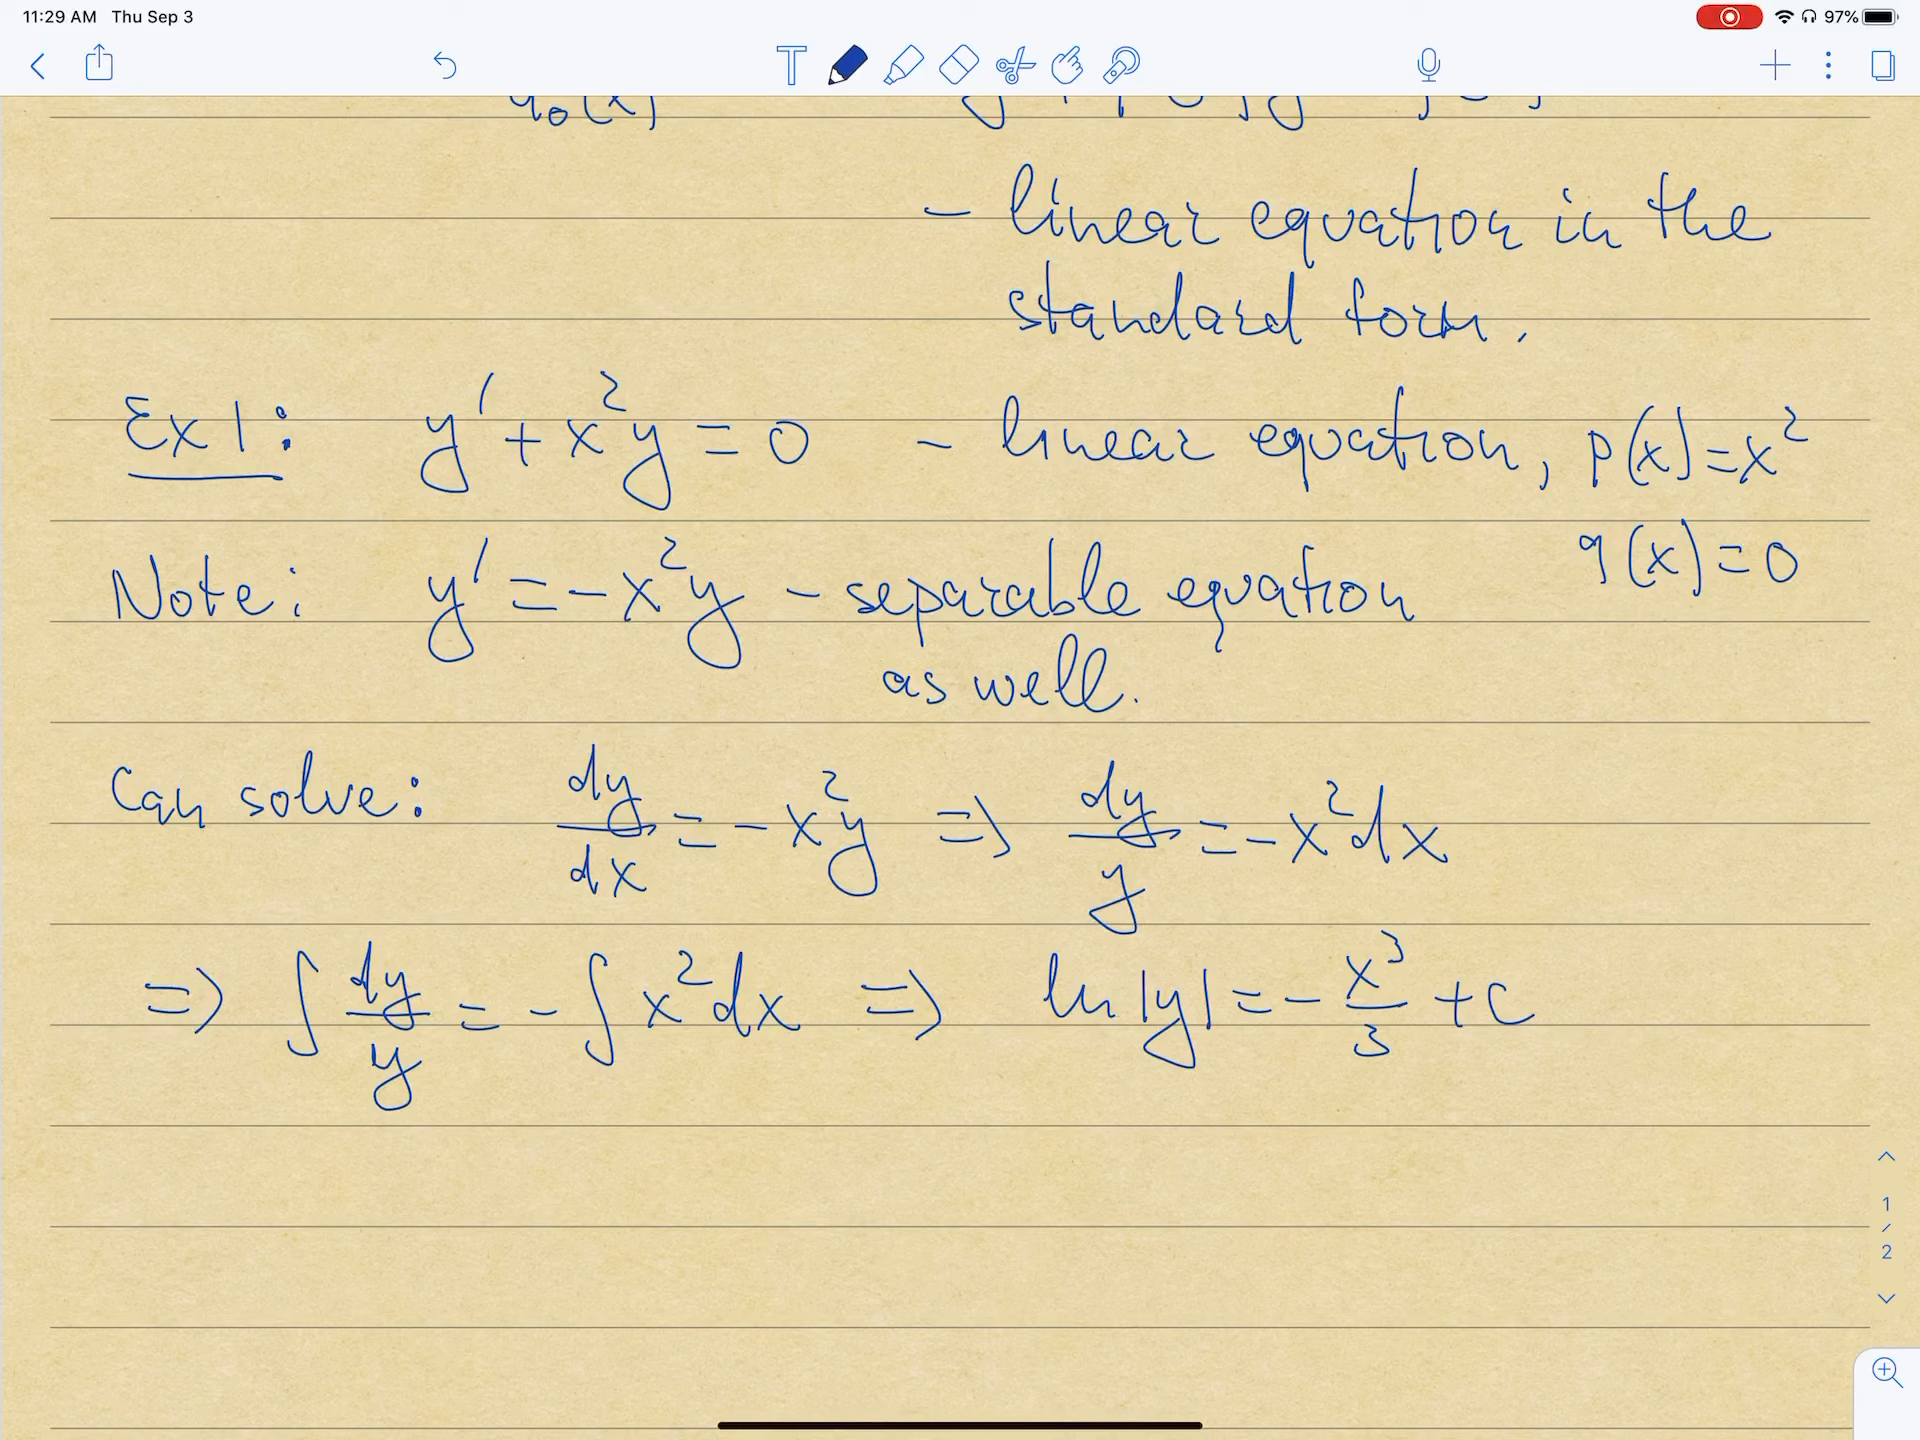 11:29 AM Thu Sep 3
97%
- linear equation in the
standard form.
Ex 1: y' + x²y = 0 - linear equation, p(x) = x²
q(x) = 0
Note: y' = -x²y - separable equation
as well.
Can solve: dy/dx = -x²y => dy/y = -x²dx
=> ∫ dy/y = -∫ x²dx => ln|y| = - x³/3 + c
1
/
2